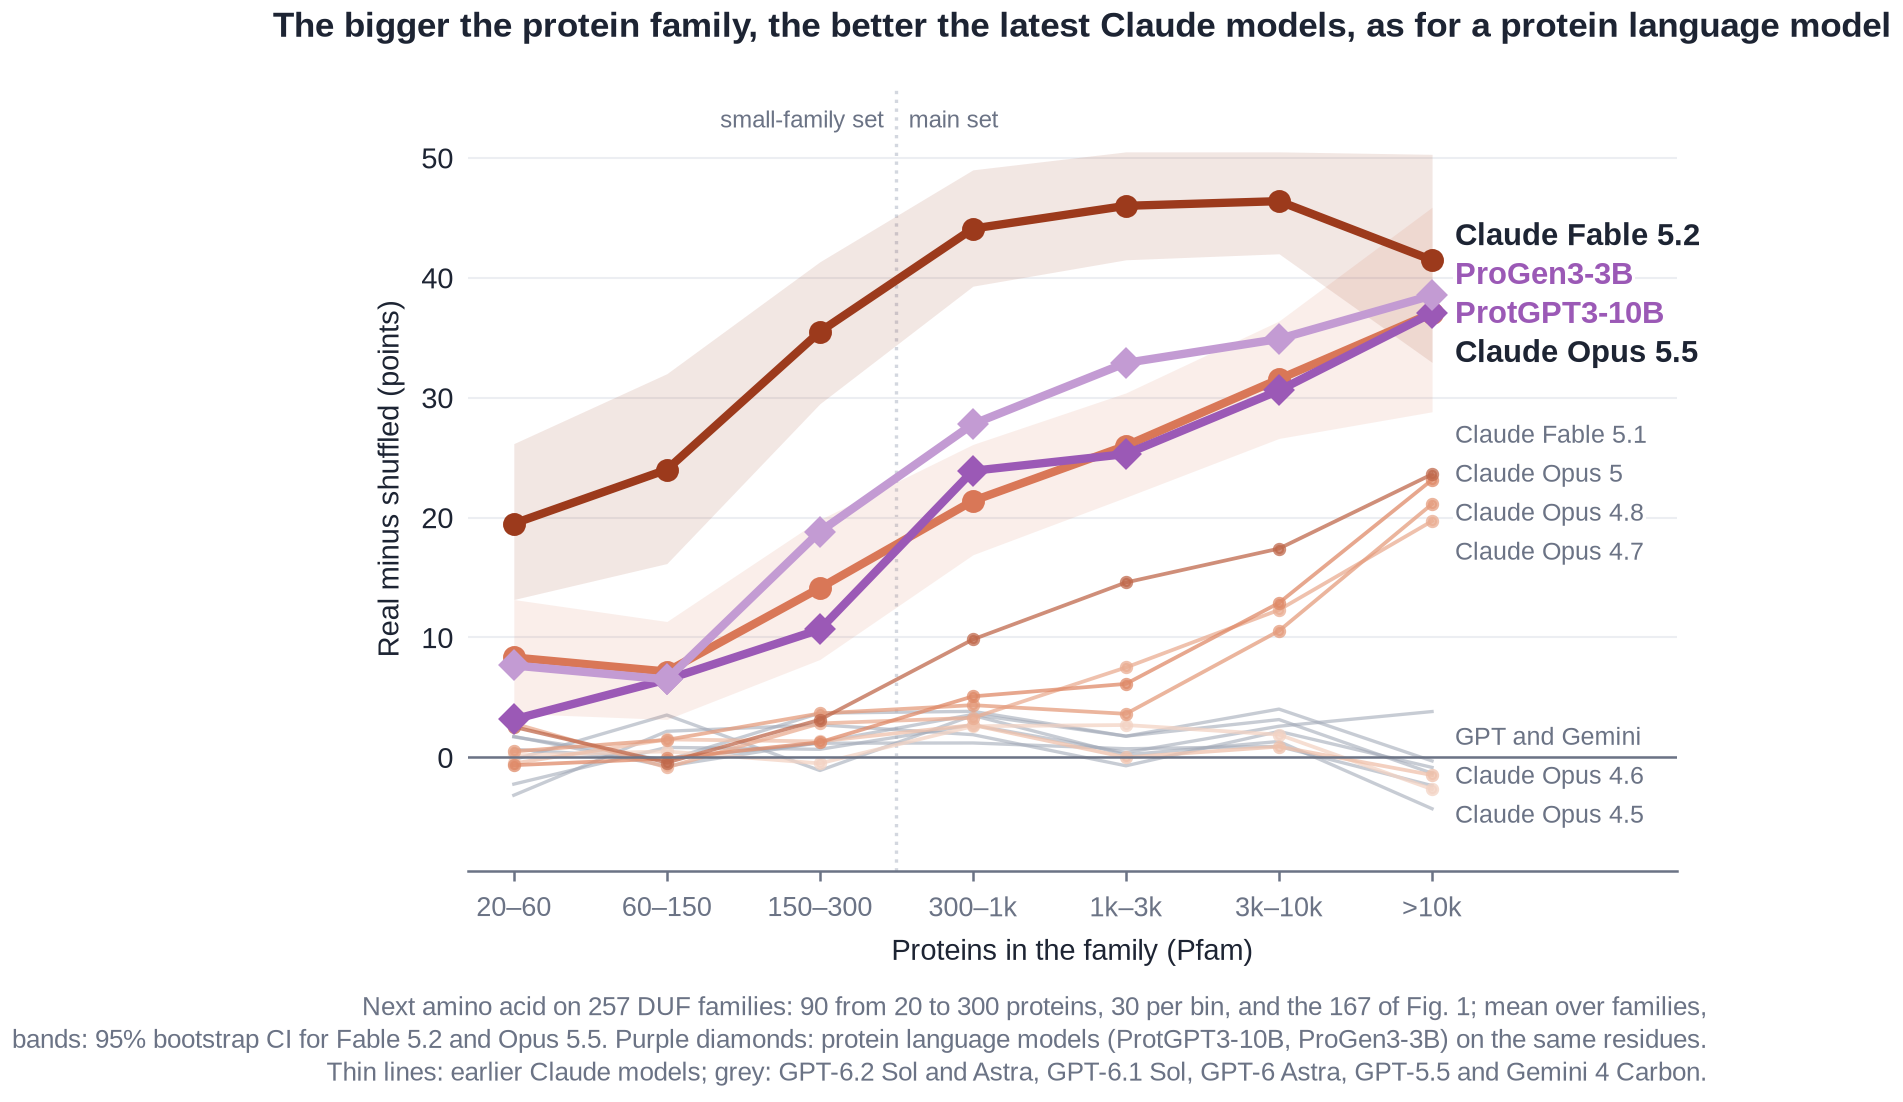 The bigger the protein family, the better the latest Claude models, as for a protein language model
small-family set
main set
50
40
30
20
10
0
Real minus shuffled (points)
Claude Fable 5.2
ProGen3-3B
ProtGPT3-10B
Claude Opus 5.5
Claude Fable 5.1
Claude Opus 5
Claude Opus 4.8
Claude Opus 4.7
GPT and Gemini
Claude Opus 4.6
Claude Opus 4.5
20–60
60–150
150–300
300–1k
1k–3k
3k–10k
>10k
Proteins in the family (Pfam)
Next amino acid on 257 DUF families: 90 from 20 to 300 proteins, 30 per bin, and the 167 of Fig. 1; mean over families,
bands: 95% bootstrap CI for Fable 5.2 and Opus 5.5. Purple diamonds: protein language models (ProtGPT3-10B, ProGen3-3B) on the same residues.
Thin lines: earlier Claude models; grey: GPT-6.2 Sol and Astra, GPT-6.1 Sol, GPT-6 Astra, GPT-5.5 and Gemini 4 Carbon.